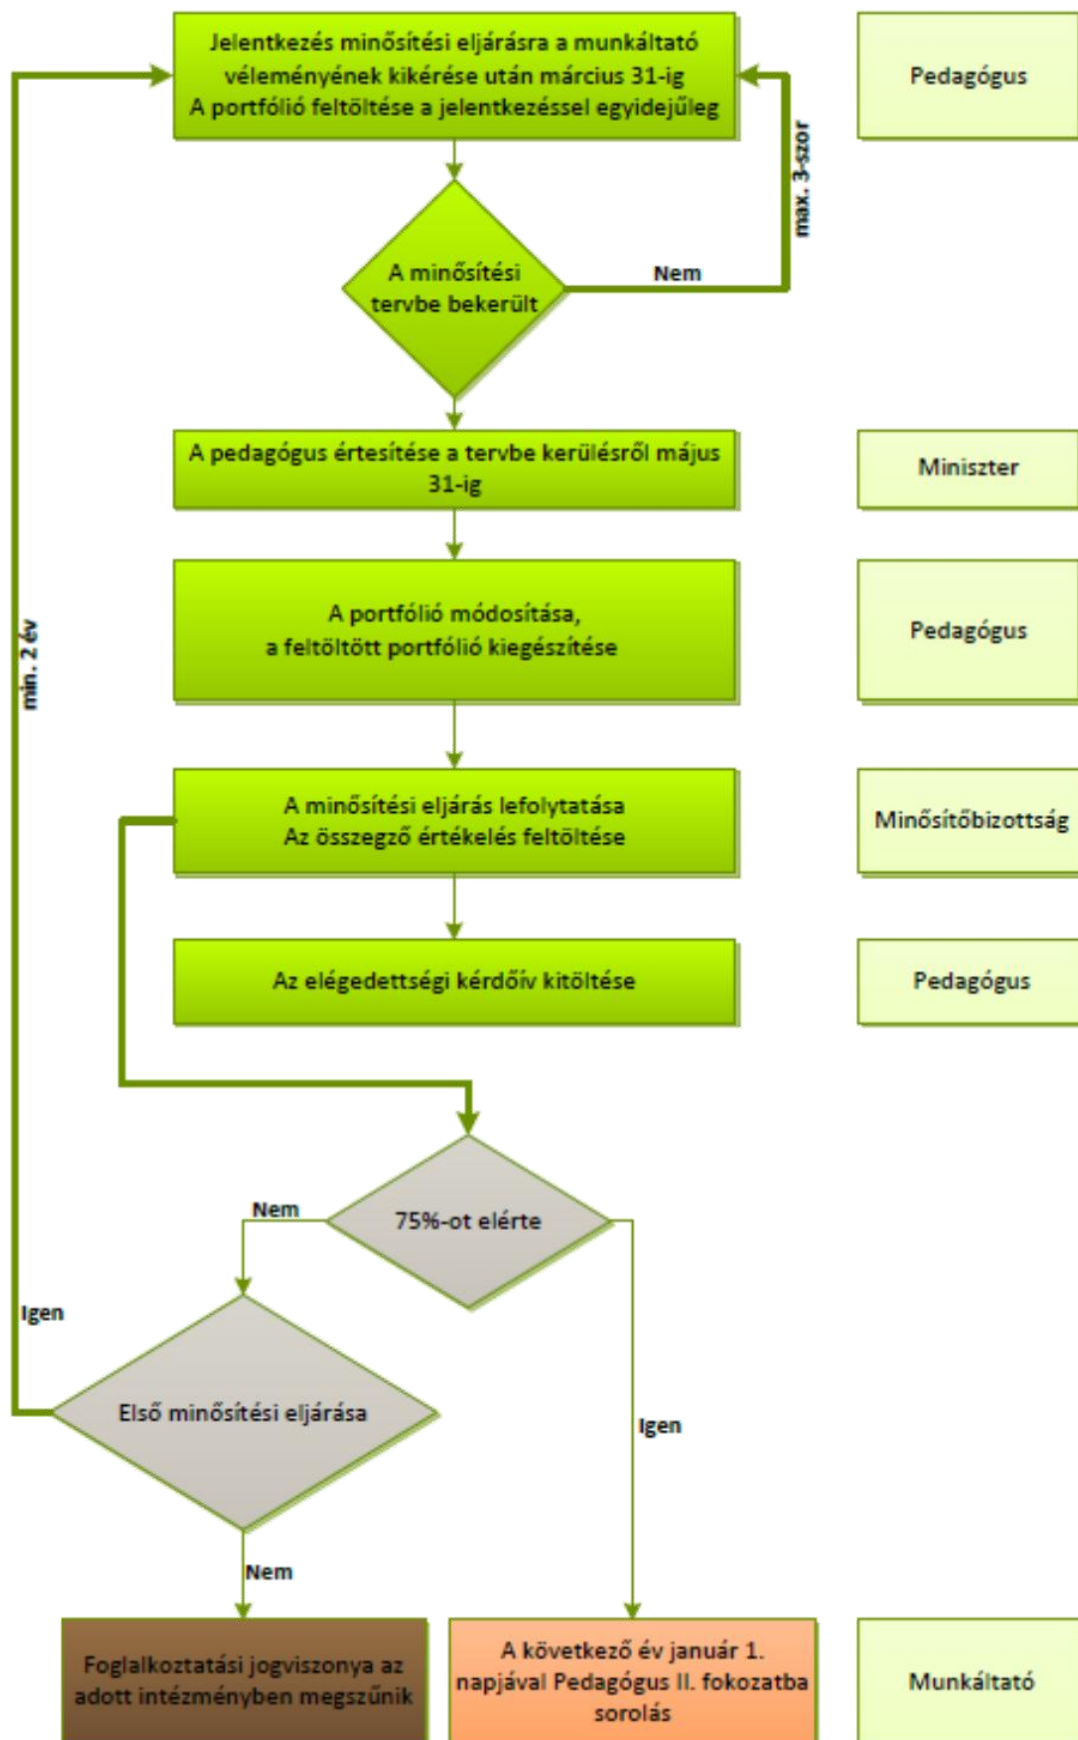 Jelentkezés minősítési eljárásra a munkáltató
véleményének kikérése után március 31-ig
A portfólió feltöltése a jelentkezéssel egyidejűleg
Pedagógus
max. 3-szor
A minősítési
tervbe bekerült
Nem
A pedagógus értesítése a tervbe kerülésről május
31-ig
Miniszter
A portfólió módosítása,
a feltöltött portfólió kiegészítése
Pedagógus
min. 2 év
A minősítési eljárás lefolytatása
Az összegző értékelés feltöltése
Minősítőbizottság
Az elégedettségi kérdőív kitöltése
Pedagógus
Nem
75%-ot elérte
Igen
Első minősítési eljárása
Igen
Nem
Foglalkoztatási jogviszonya az
adott intézményben megszűnik
A következő év január 1.
napjával Pedagógus II. fokozatba
sorolás
Munkáltató